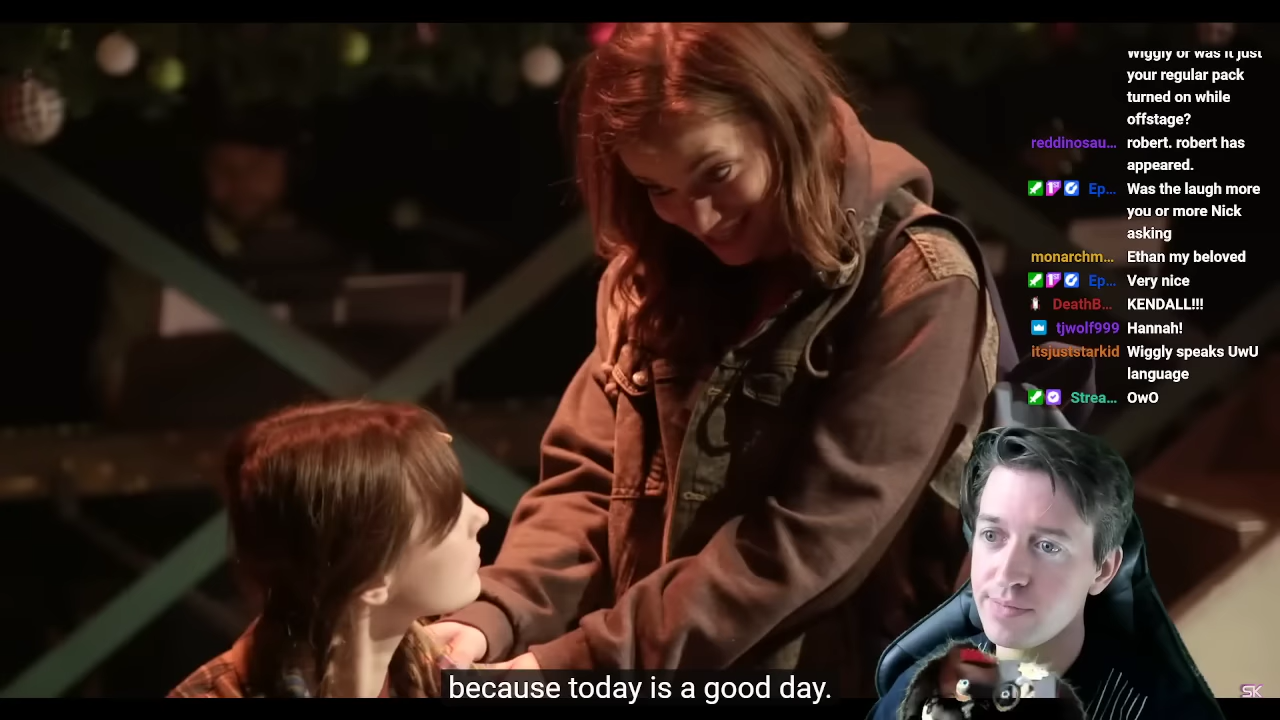 Wiggly or was it just
your regular pack
turned on while
offstage?
reddinosau... robert. robert has
appeared.
Ep... Was the laugh more
you or more Nick
asking
monarchm... Ethan my beloved
Ep... Very nice
DeathB... KENDALL!!!
tjwolf999 Hannah!
itsjuststarkid Wiggly speaks UwU
language
Strea... OwO
because today is a good day.
SK